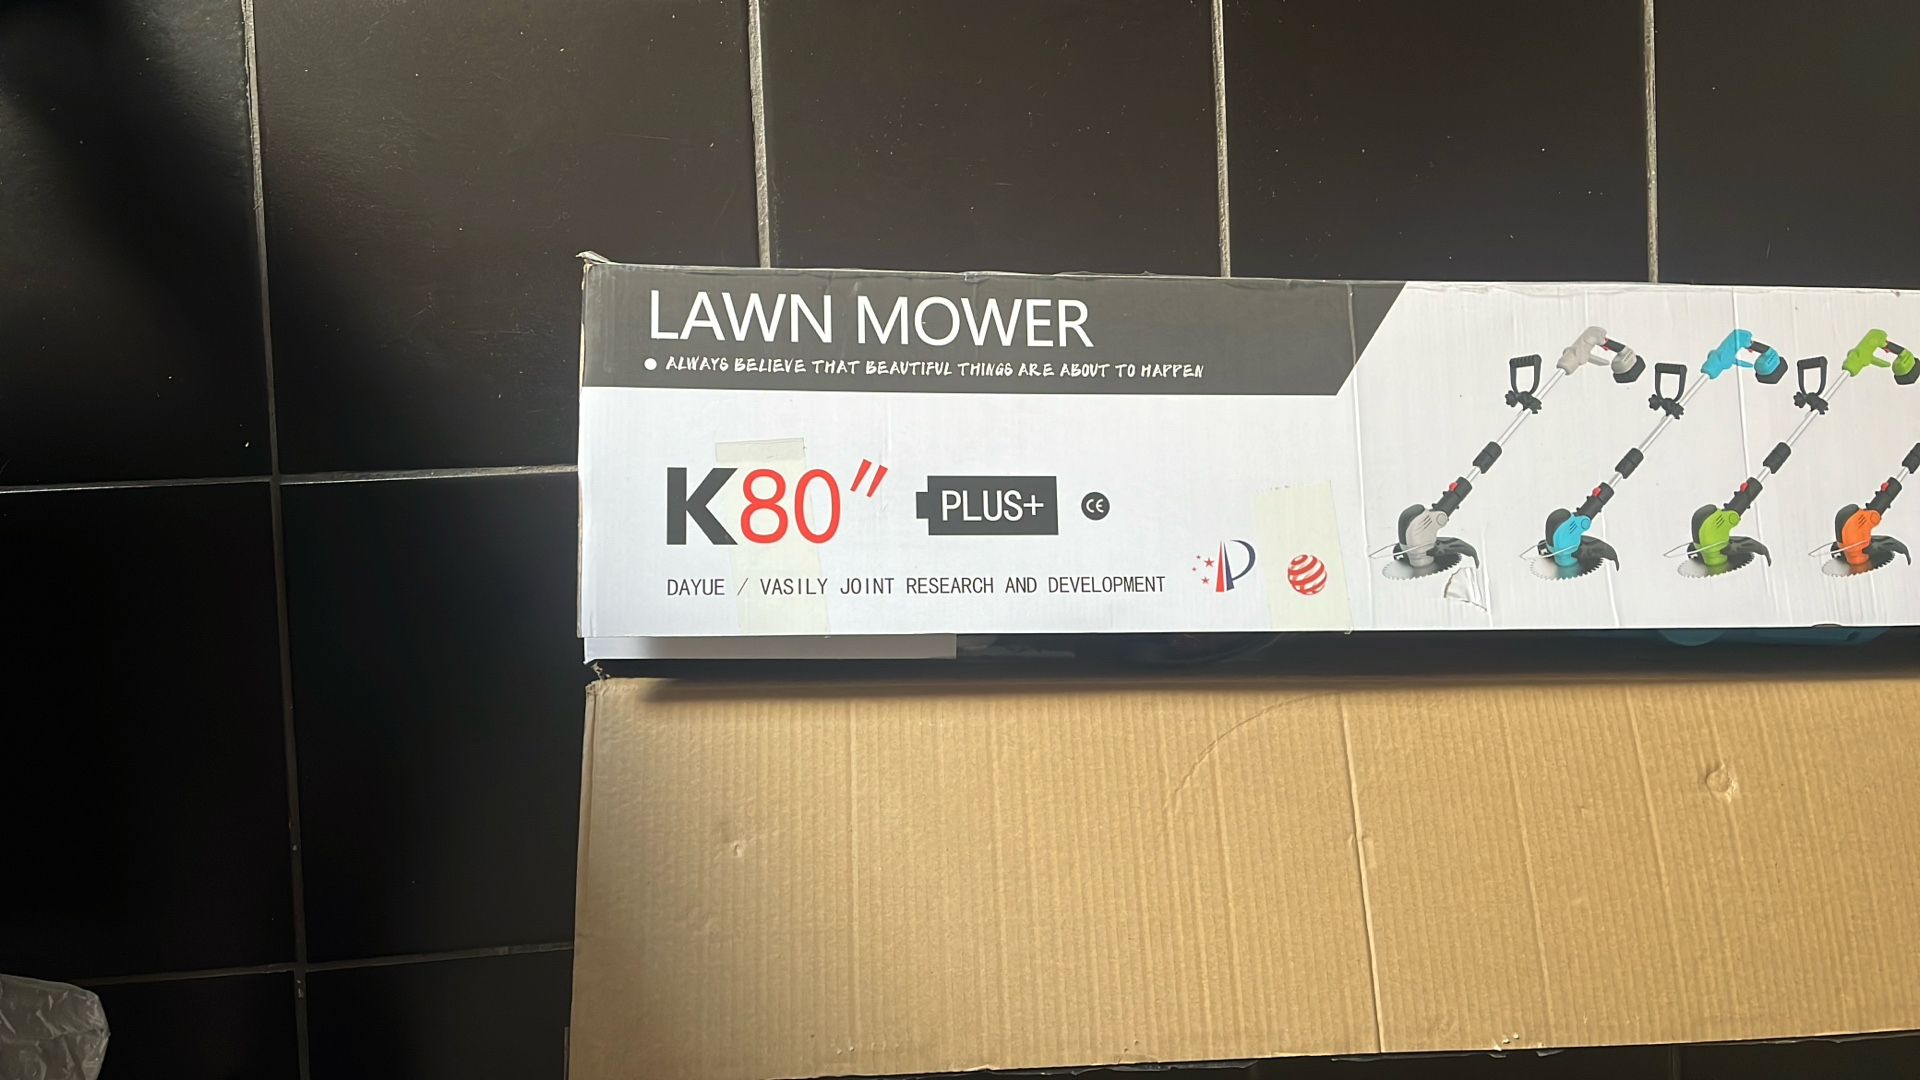 LAWN MOWER
● ALWAYS BELIEVE THAT BEAUTIFUL THINGS ARE ABOUT TO HAPPEN
K80″ PLUS+ CE
DAYUE / VASILY JOINT RESEARCH AND DEVELOPMENT